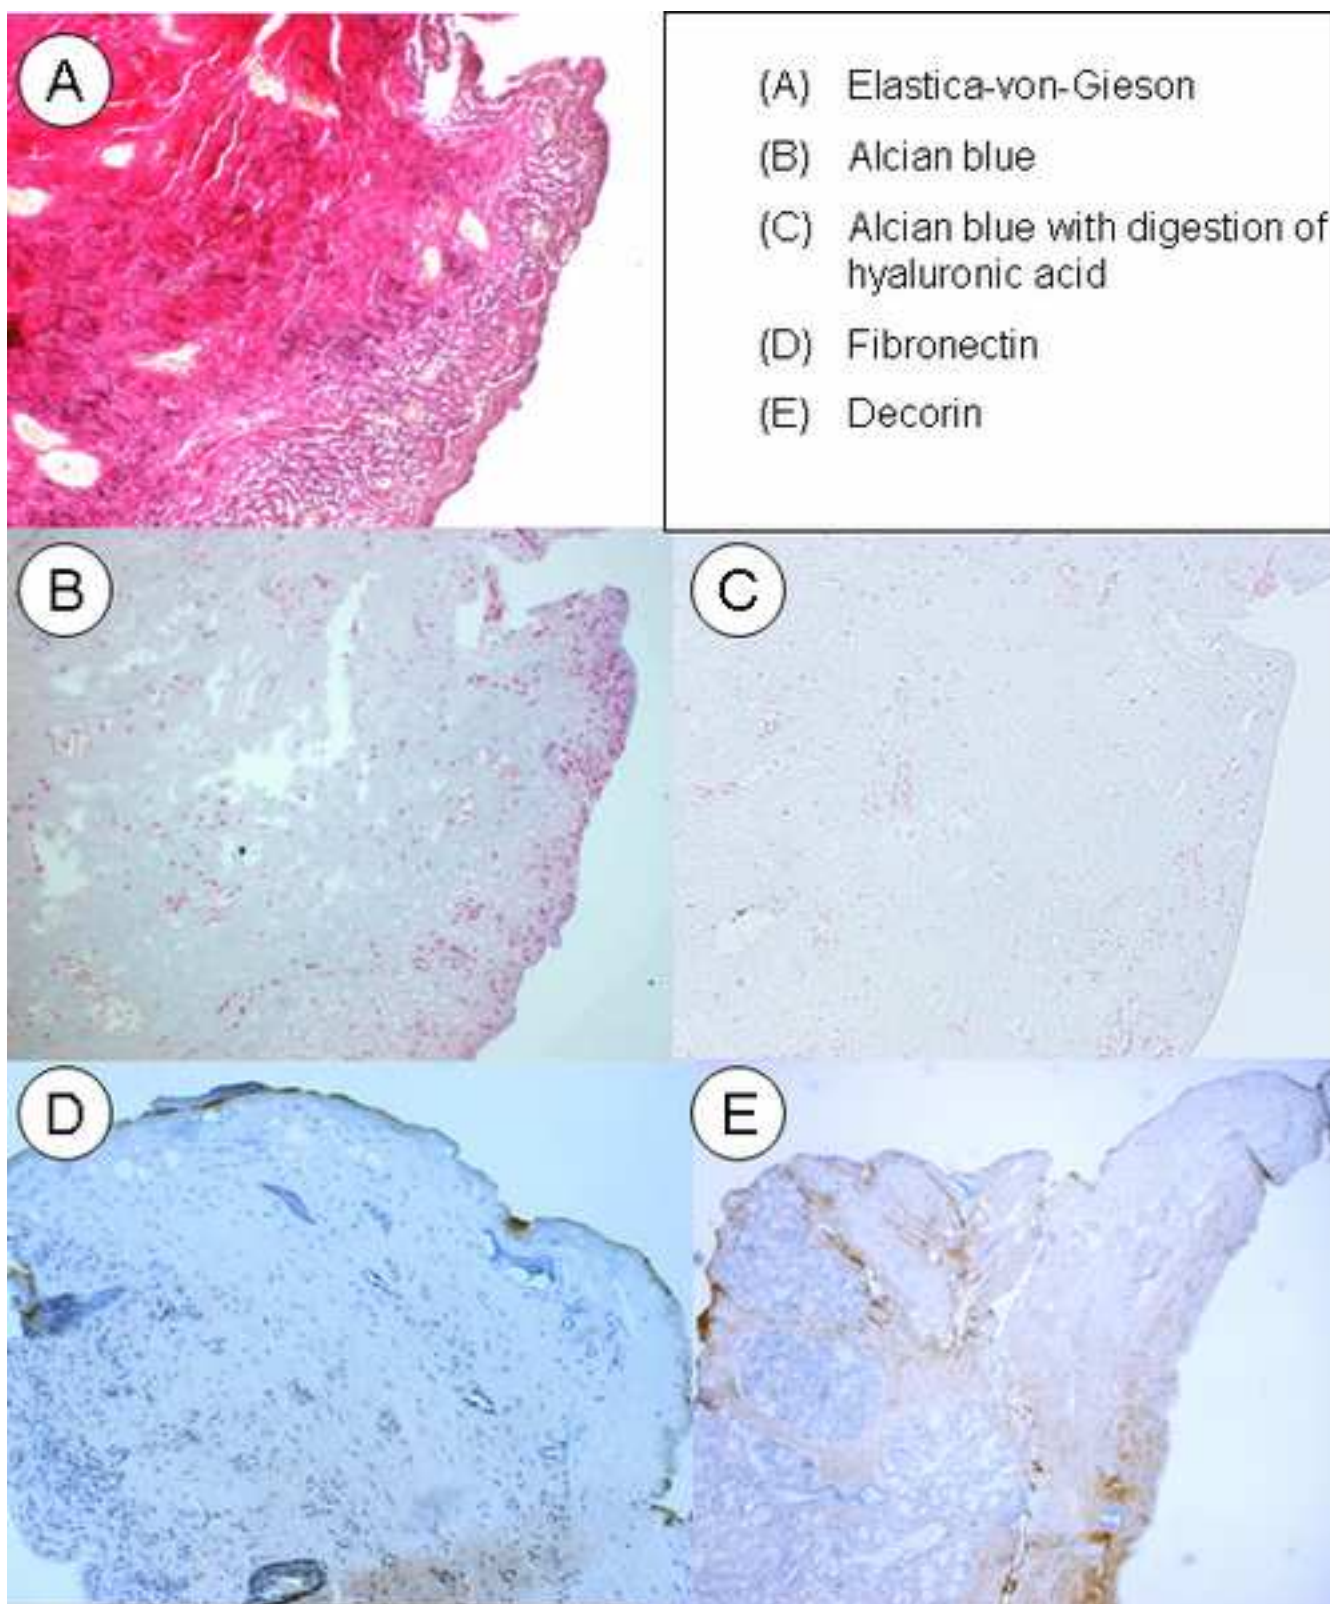 A
(A) Elastica-von-Gieson
(B) Alcian blue
(C) Alcian blue with digestion of
hyaluronic acid
(D) Fibronectin
(E) Decorin
B
C
D
E